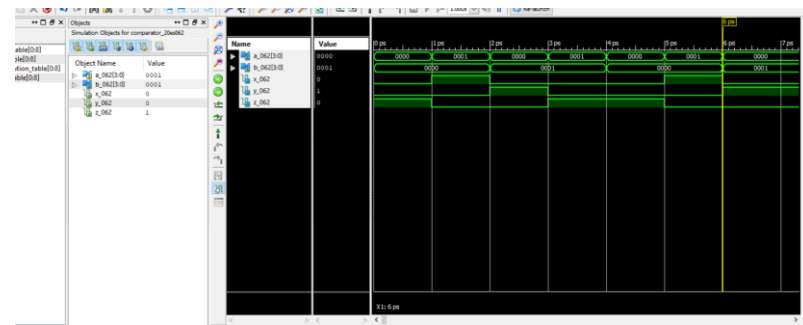 Objects
Simulation Objects for comparator_20es062
able[0:8]
ple[0:8]
ition_table[0:8]
able[0:8]
Object Name Value
a_062[3:0] 0001
b_062[3:0] 0001
x_062 0
y_062 0
z_062 1
Name Value
a_062[3:0] 0000
b_062[3:0] 0001
x_062 0
y_062 1
z_062 0
6 ps
0 ps 1 ps 2 ps 3 ps 4 ps 5 ps 6 ps 7 ps
0000 0001 0000 0001 0000 0001 0000
0000 0001 0000 0001
X1: 6 ps